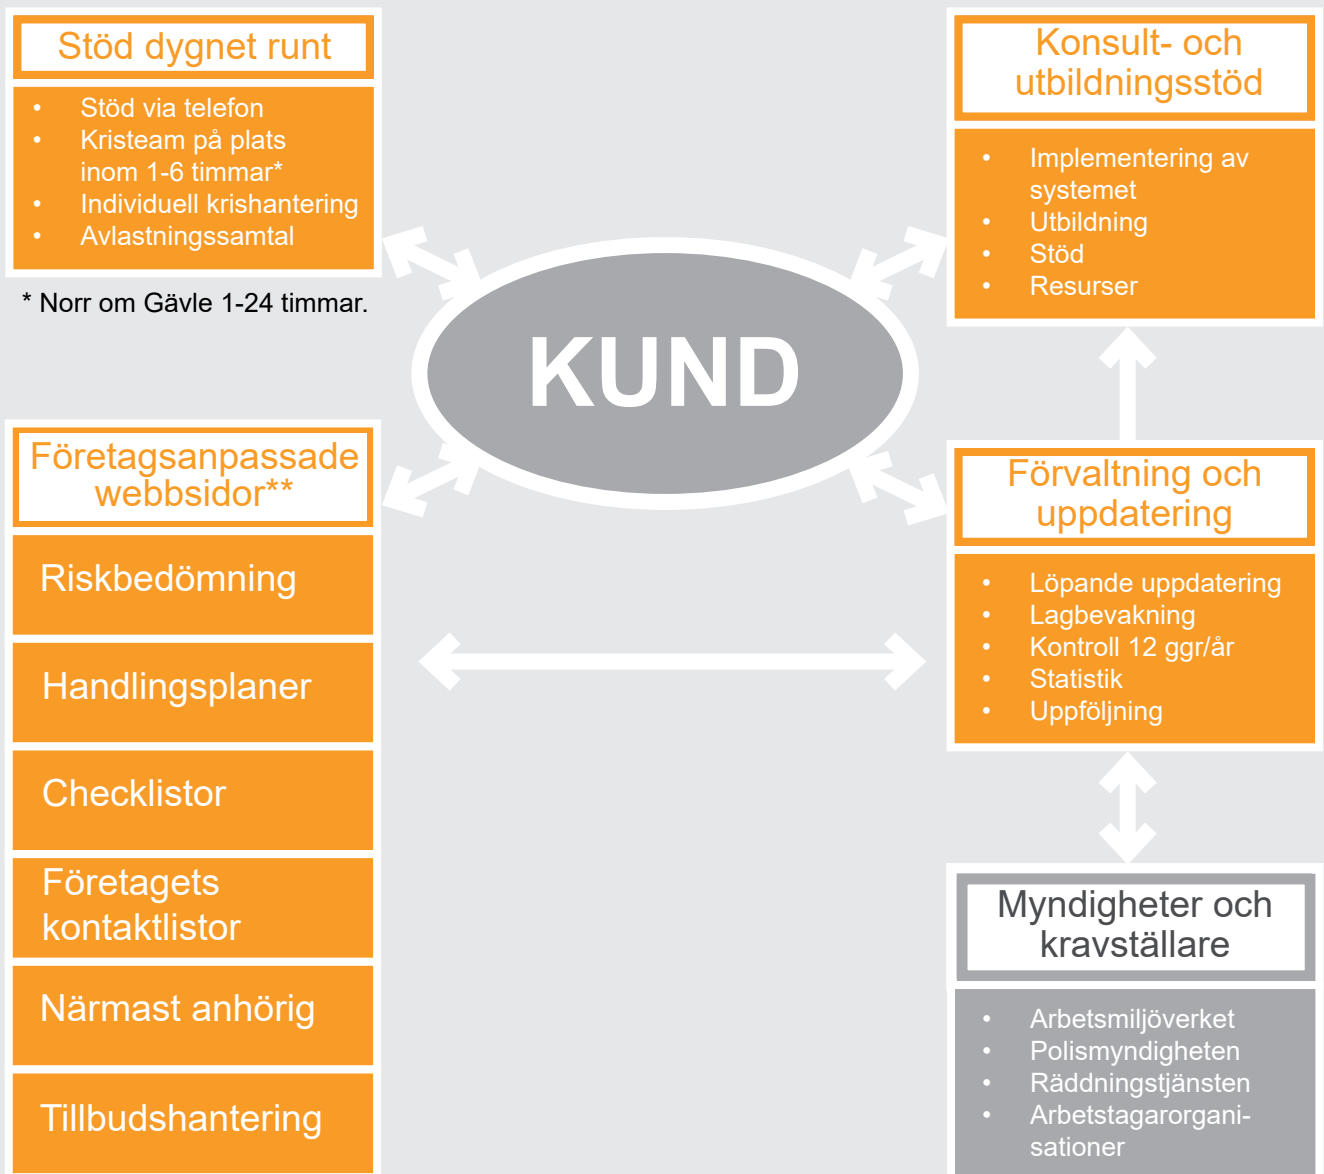 Stöd dygnet runt
• Stöd via telefon
• Kristeam på plats
inom 1-6 timmar*
• Individuell krishantering
• Avlastningssamtal
* Norr om Gävle 1-24 timmar.
Konsult- och
utbildningsstöd
• Implementering av
systemet
• Utbildning
• Stöd
• Resurser
KUND
Företagsanpassade
webbsidor**
Riskbedömning
Handlingsplaner
Checklistor
Företagets
kontaktlistor
Närmast anhörig
Tillbudshantering
Förvaltning och
uppdatering
• Löpande uppdatering
• Lagbevakning
• Kontroll 12 ggr/år
• Statistik
• Uppföljning
Myndigheter och
kravställare
• Arbetsmiljöverket
• Polismyndigheten
• Räddningstjänsten
• Arbetstagarorgani-
sationer